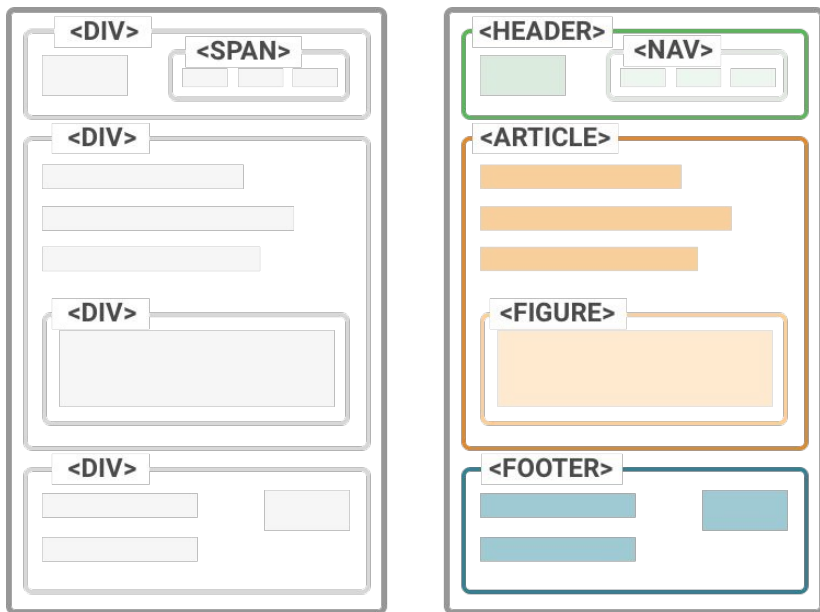 <DIV>
<SPAN>
<DIV>
<DIV>
<DIV>
<HEADER>
<NAV>
<ARTICLE>
<FIGURE>
<FOOTER>